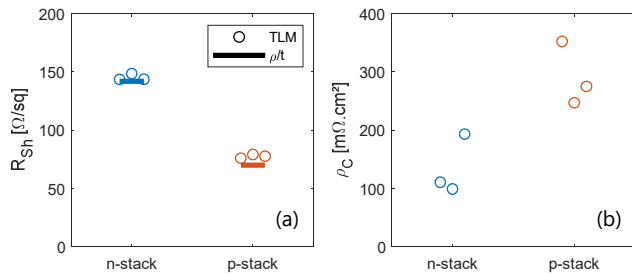 200
150
100
50
0
R_Sh [Ω/sq]
TLM
ρ/t
(a)
n-stack
p-stack
400
300
200
100
0
ρ_C [mΩ.cm²]
(b)
n-stack
p-stack